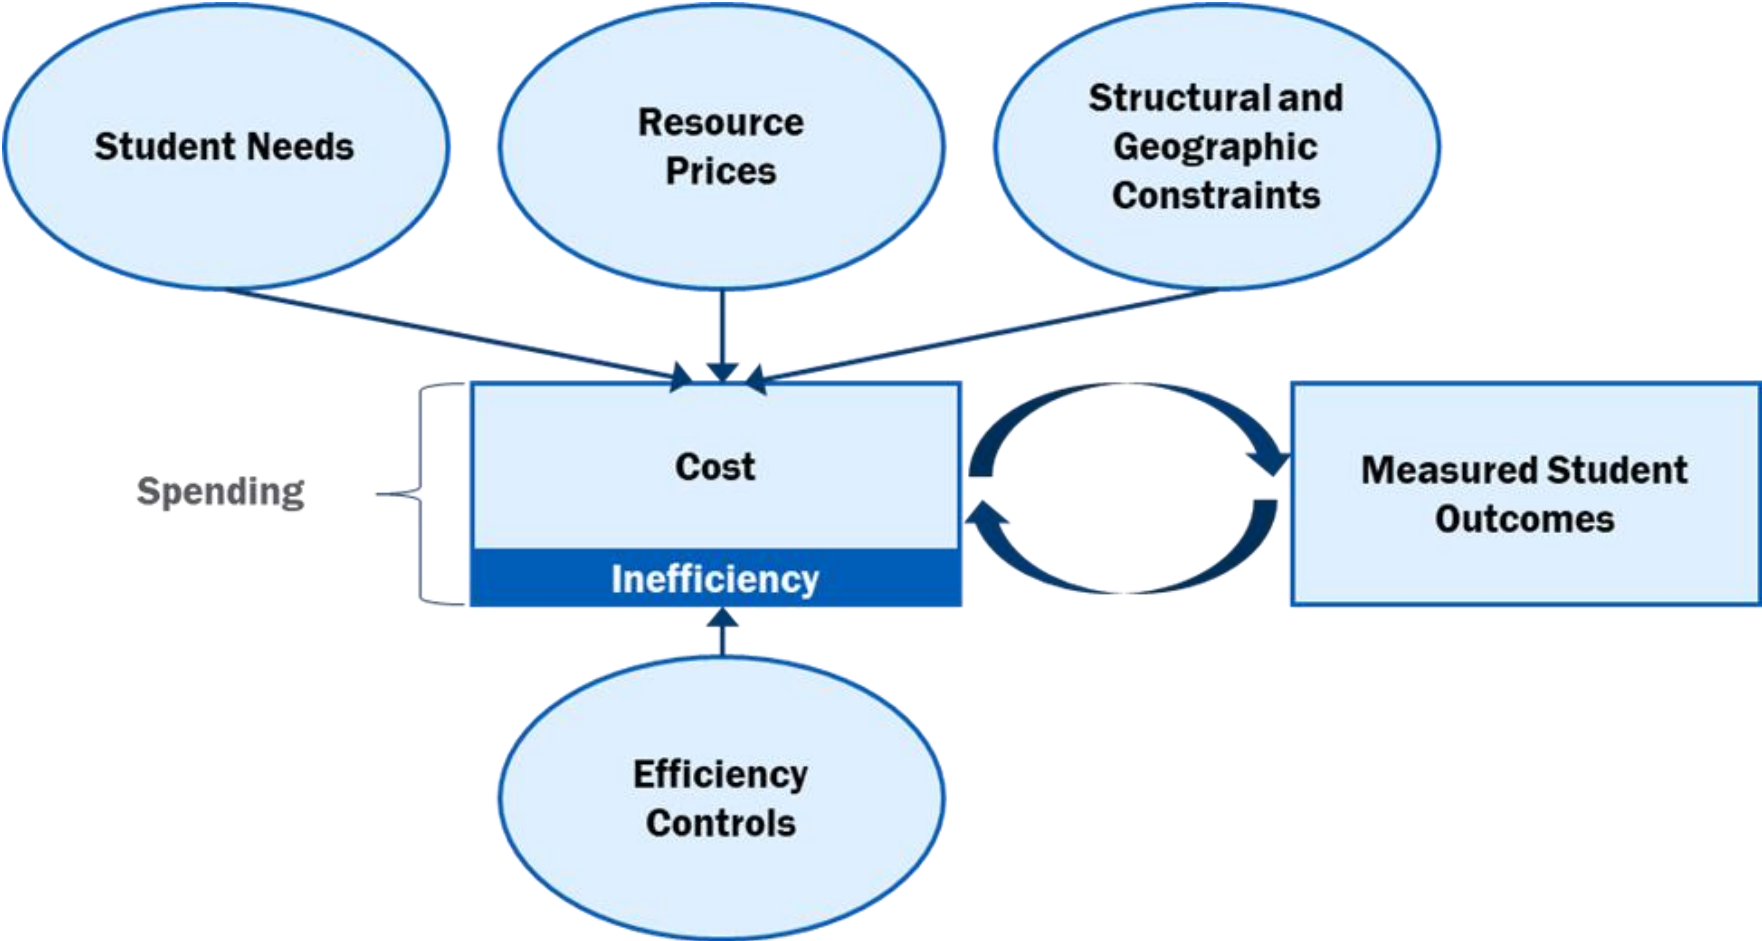 Student Needs
Resource
Prices
Structural and
Geographic
Constraints
Spending
Cost
Inefficiency
Measured Student
Outcomes
Efficiency
Controls